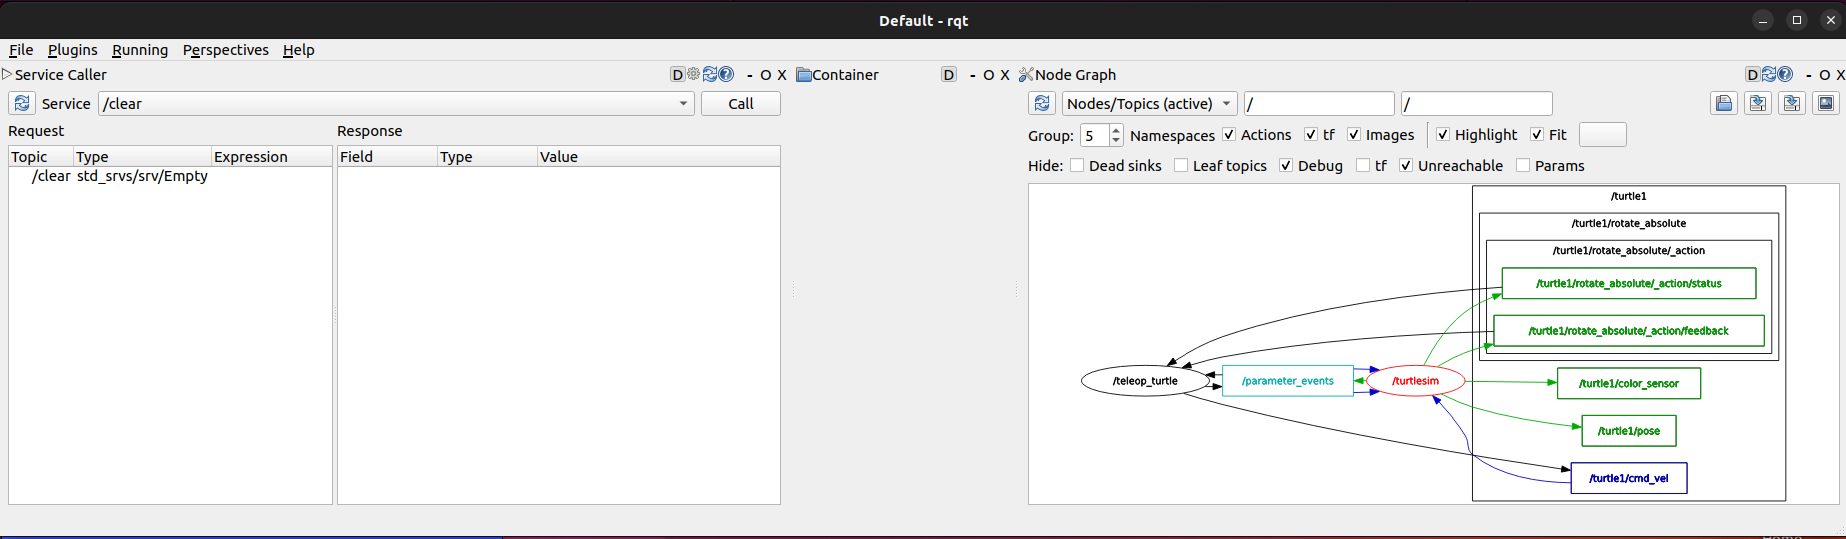 Default - rqt
File Plugins Running Perspectives Help
Service Caller D - O X Container D - O X Node Graph D - O X
Service /clear Call Nodes/Topics (active) / /
Request Response
Group: 5 Namespaces Actions tf Images Highlight Fit
Topic Type Expression Field Type Value
Hide: Dead sinks Leaf topics Debug tf Unreachable Params
/clear std_srvs/srv/Empty
/turtle1
/turtle1/rotate_absolute
/turtle1/rotate_absolute/_action
/turtle1/rotate_absolute/_action/status
/turtle1/rotate_absolute/_action/feedback
/teleop_turtle /parameter_events /turtlesim /turtle1/color_sensor
/turtle1/pose
/turtle1/cmd_vel